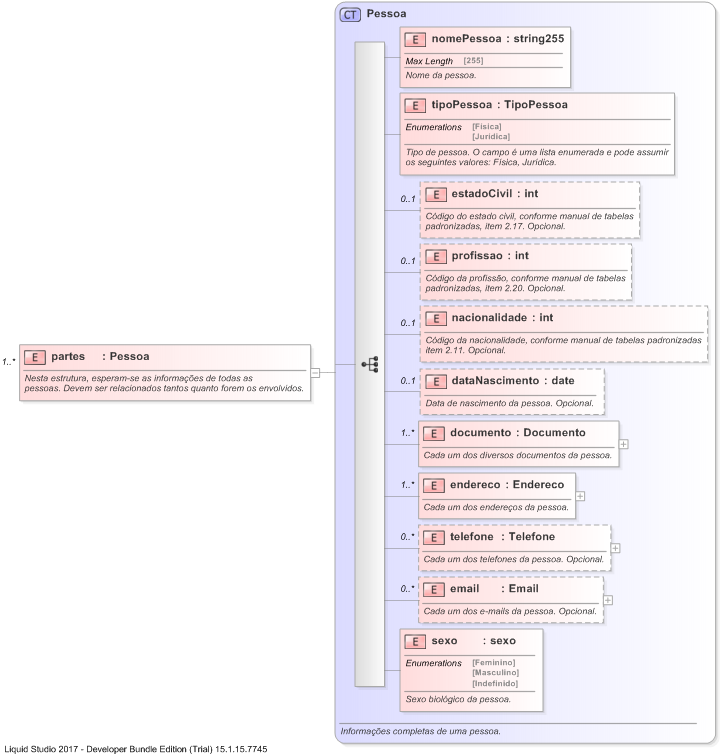 CT Pessoa
E nomePessoa : string255
Max Length [255]
Nome da pessoa.
E tipoPessoa : TipoPessoa
Enumerations [Física]
[Jurídica]
Tipo de pessoa. O campo é uma lista enumerada e pode assumir
os seguintes valores: Física, Jurídica.
0..1 E estadoCivil : int
Código do estado civil, conforme manual de tabelas
padronizadas, item 2.17. Opcional.
0..1 E profissao : int
Código da profissão, conforme manual de tabelas
padronizadas, item 2.20. Opcional.
0..1 E nacionalidade : int
Código da nacionalidade, conforme manual de tabelas padronizadas
item 2.11. Opcional.
1..* E partes : Pessoa
Nesta estrutura, esperam-se as informações de todas as
pessoas. Devem ser relacionados tantos quanto forem os envolvidos.
0..1 E dataNascimento : date
Data de nascimento da pessoa. Opcional.
1..* E documento : Documento
Cada um dos diversos documentos da pessoa.
1..* E endereco : Endereco
Cada um dos endereços da pessoa.
0..* E telefone : Telefone
Cada um dos telefones da pessoa. Opcional.
0..* E email : Email
Cada um dos e-mails da pessoa. Opcional.
E sexo : sexo
Enumerations [Feminino]
[Masculino]
[Indefinido]
Sexo biológico da pessoa.
Informações completas de uma pessoa.
Liquid Studio 2017 - Developer Bundle Edition (Trial) 15.1.15.7745